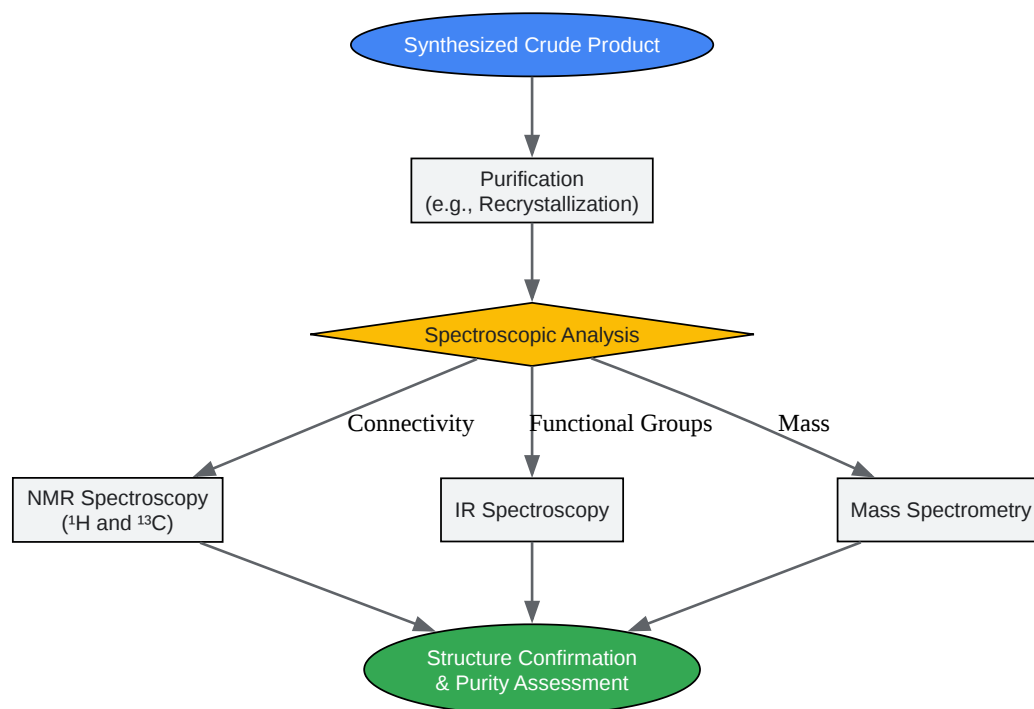 Synthesized Crude Product
Purification
(e.g., Recrystallization)
Spectroscopic Analysis
Connectivity
Functional Groups
Mass
NMR Spectroscopy
(¹H and ¹³C)
IR Spectroscopy
Mass Spectrometry
Structure Confirmation
& Purity Assessment